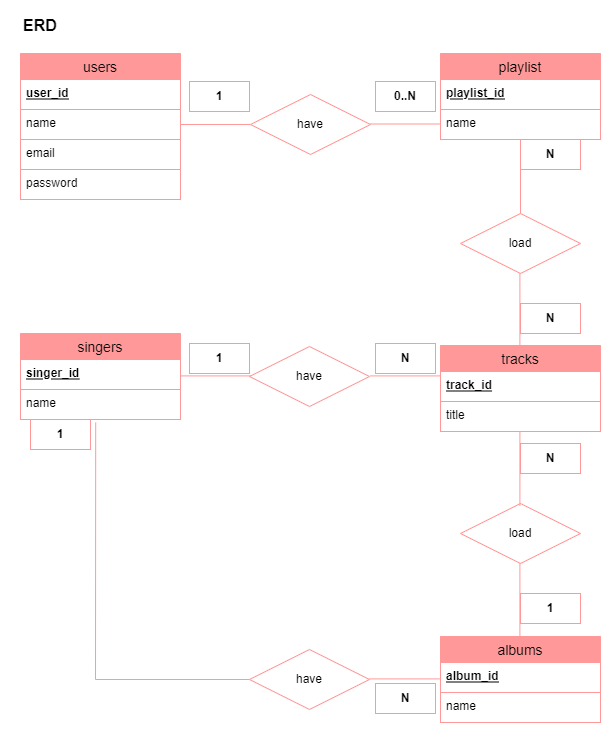 ERD
users
user_id
name
email
password
1
have
0..N
playlist
playlist_id
name
N
load
N
singers
singer_id
name
1
1
have
N
tracks
track_id
title
N
load
1
have
N
albums
album_id
name